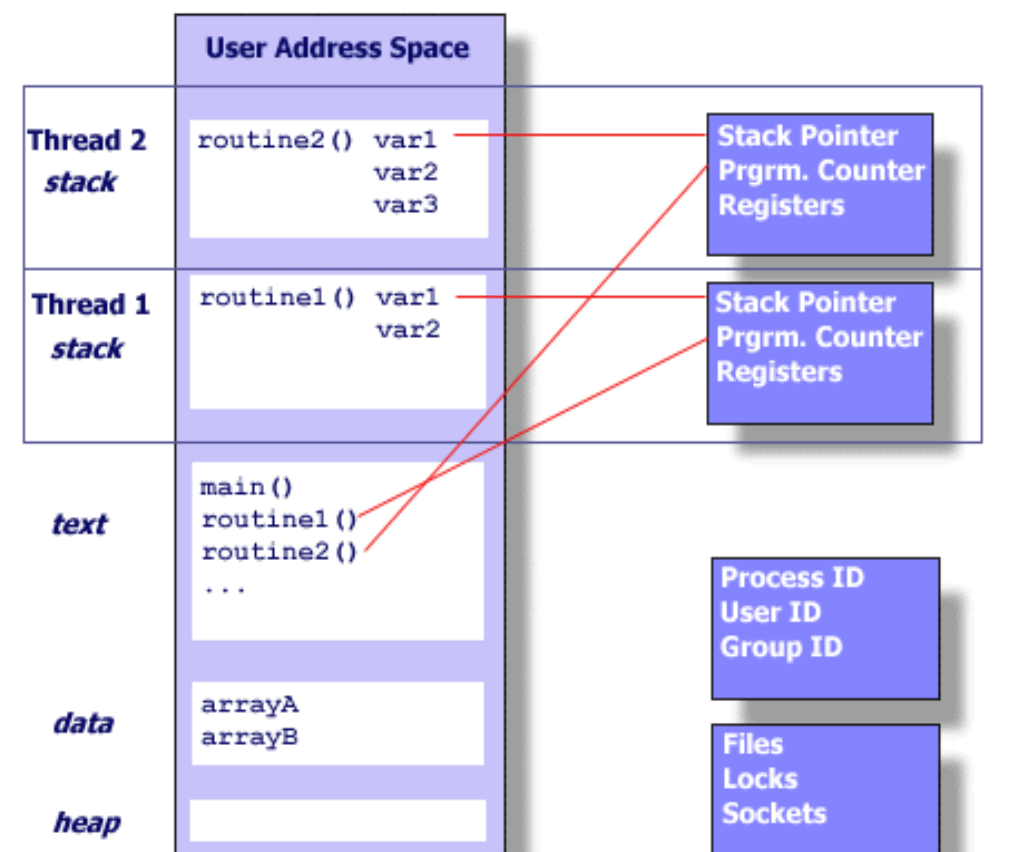 User Address Space
Thread 2
stack
routine2() var1
var2
var3
Stack Pointer
Prgrm. Counter
Registers
Thread 1
stack
routine1() var1
var2
Stack Pointer
Prgrm. Counter
Registers
text
main()
routine1()
routine2()
...
Process ID
User ID
Group ID
data
arrayA
arrayB
Files
Locks
Sockets
heap